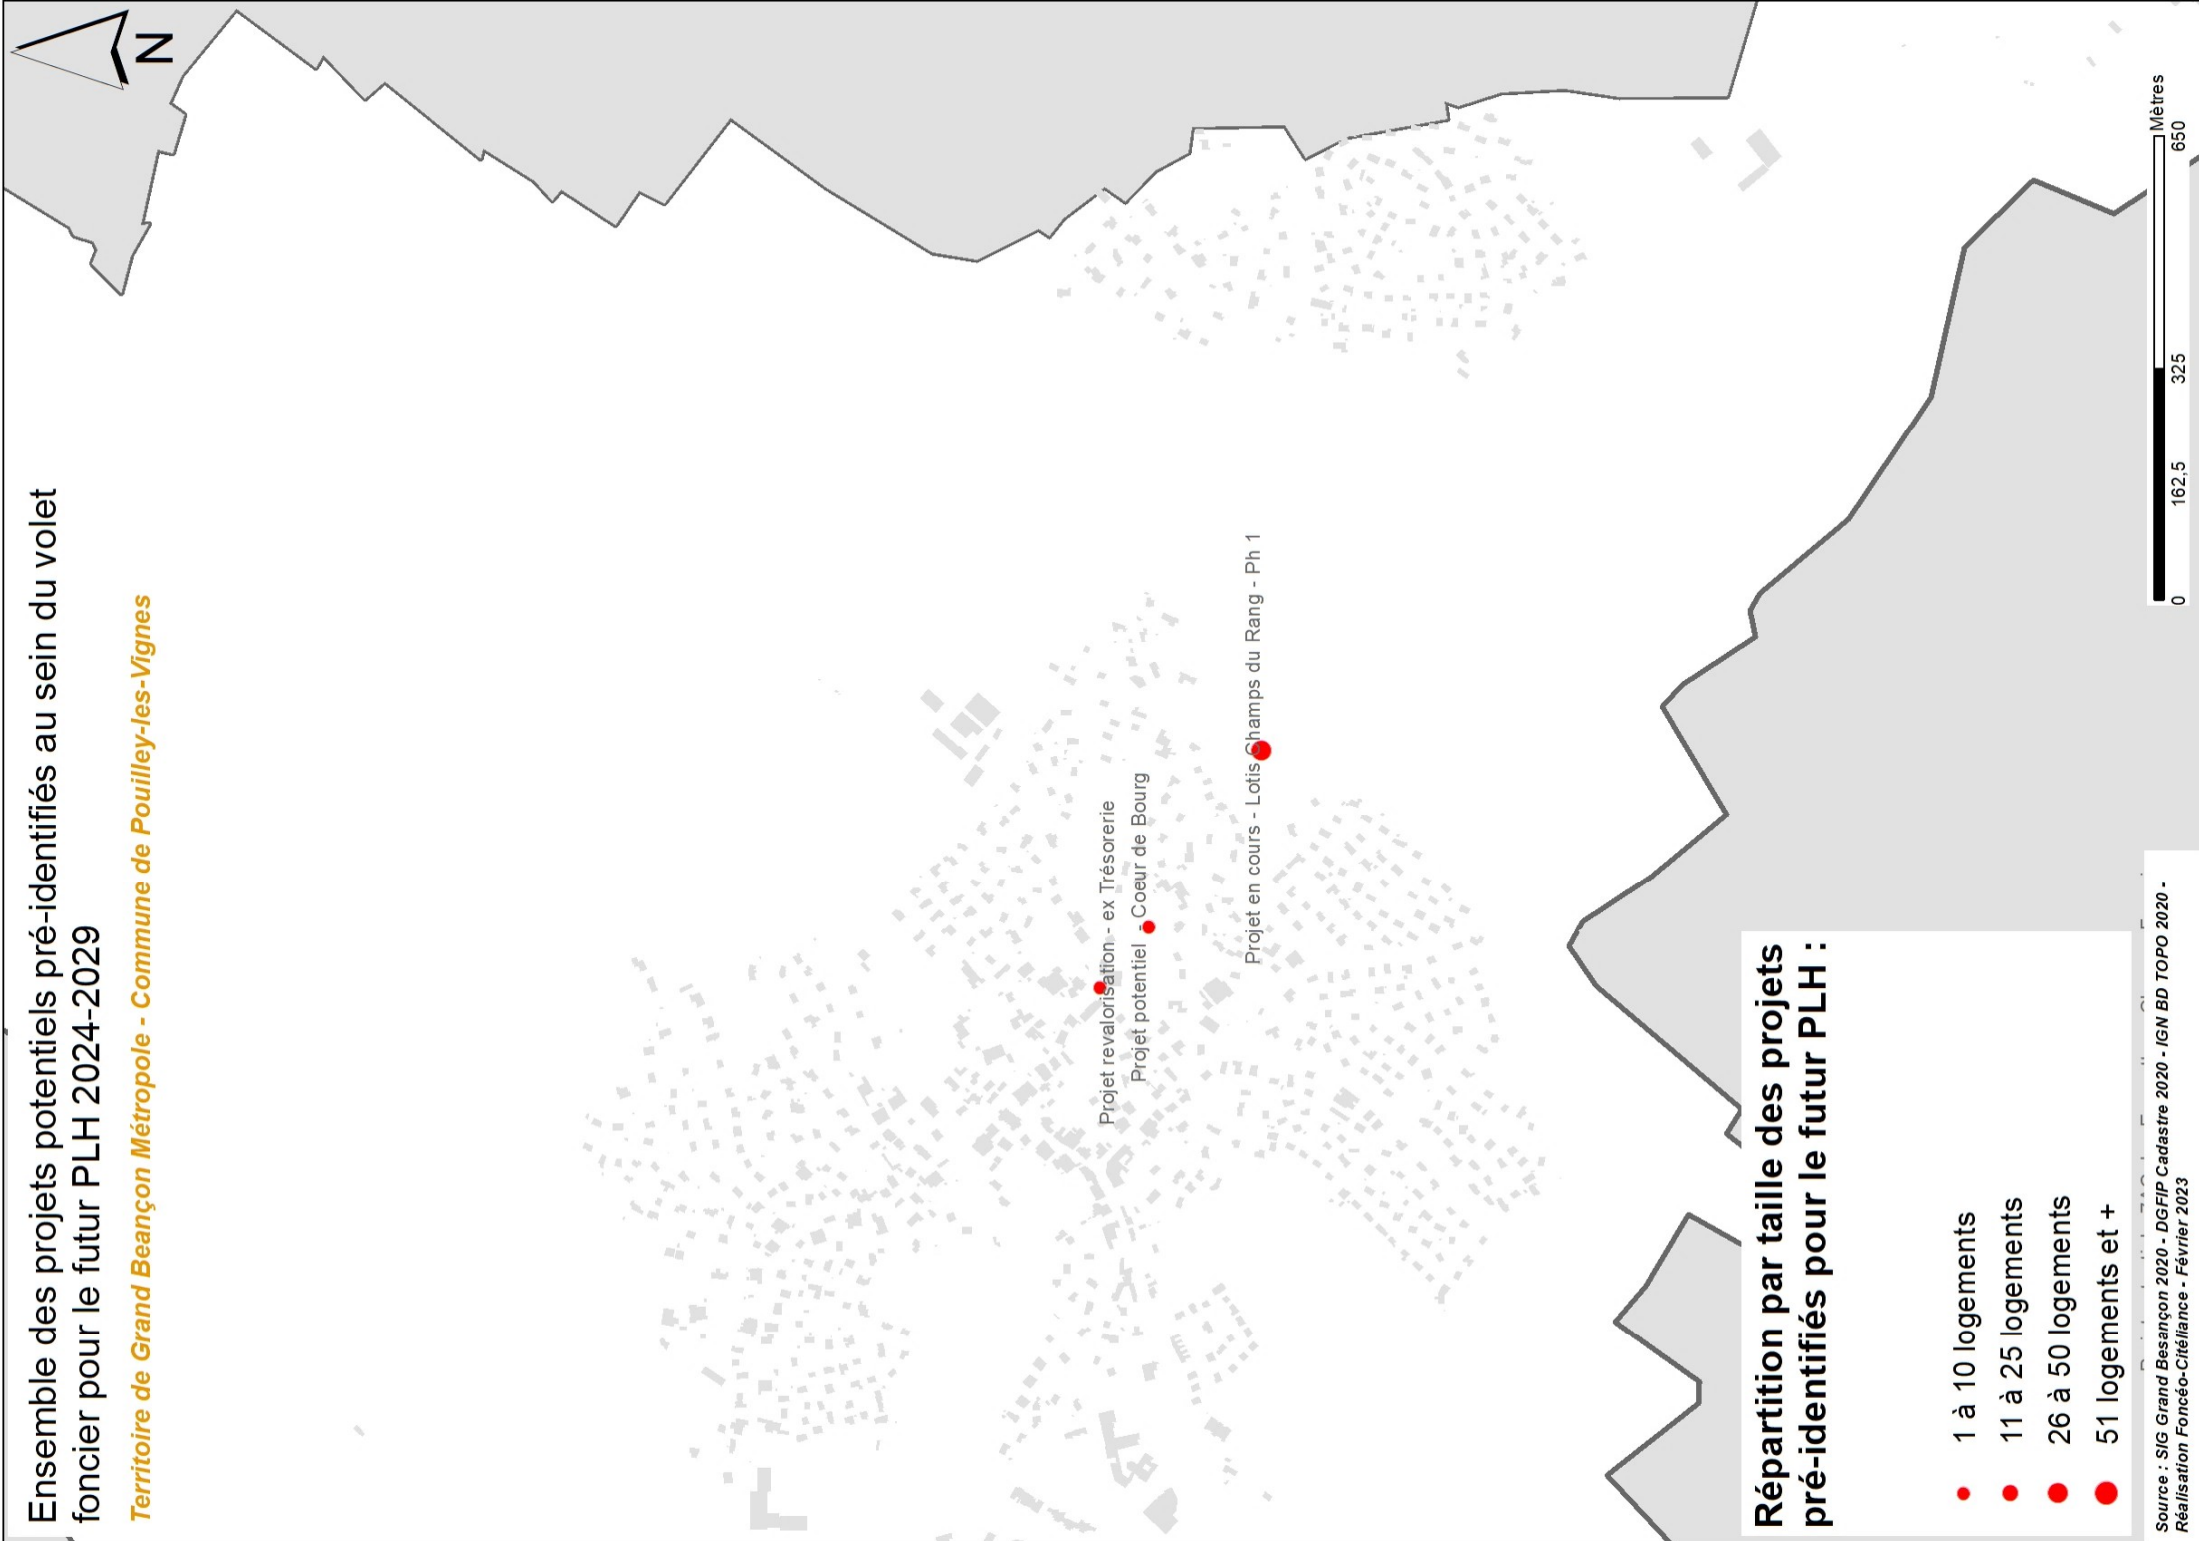 Ensemble des projets potentiels pré-identifiés au sein du volet
foncier pour le futur PLH 2024-2029
Territoire de Grand Beançon Métropole - Commune de Pouilley-les-Vignes
N
Projet revalorisation - ex Trésorerie
Projet potentiel - Coeur de Bourg
Projet en cours - Lotis Champs du Rang - Ph 1
Répartition par taille des projets
pré-identifiés pour le futur PLH :
1 à 10 logements
11 à 25 logements
26 à 50 logements
51 logements et +
Source : SIG Grand Besançon 2020 - DGFIP Cadastre 2020 - IGN BD TOPO 2020 -
Réalisation Foncéo-Citéliance - Février 2023
0 162,5 325 650
Mètres